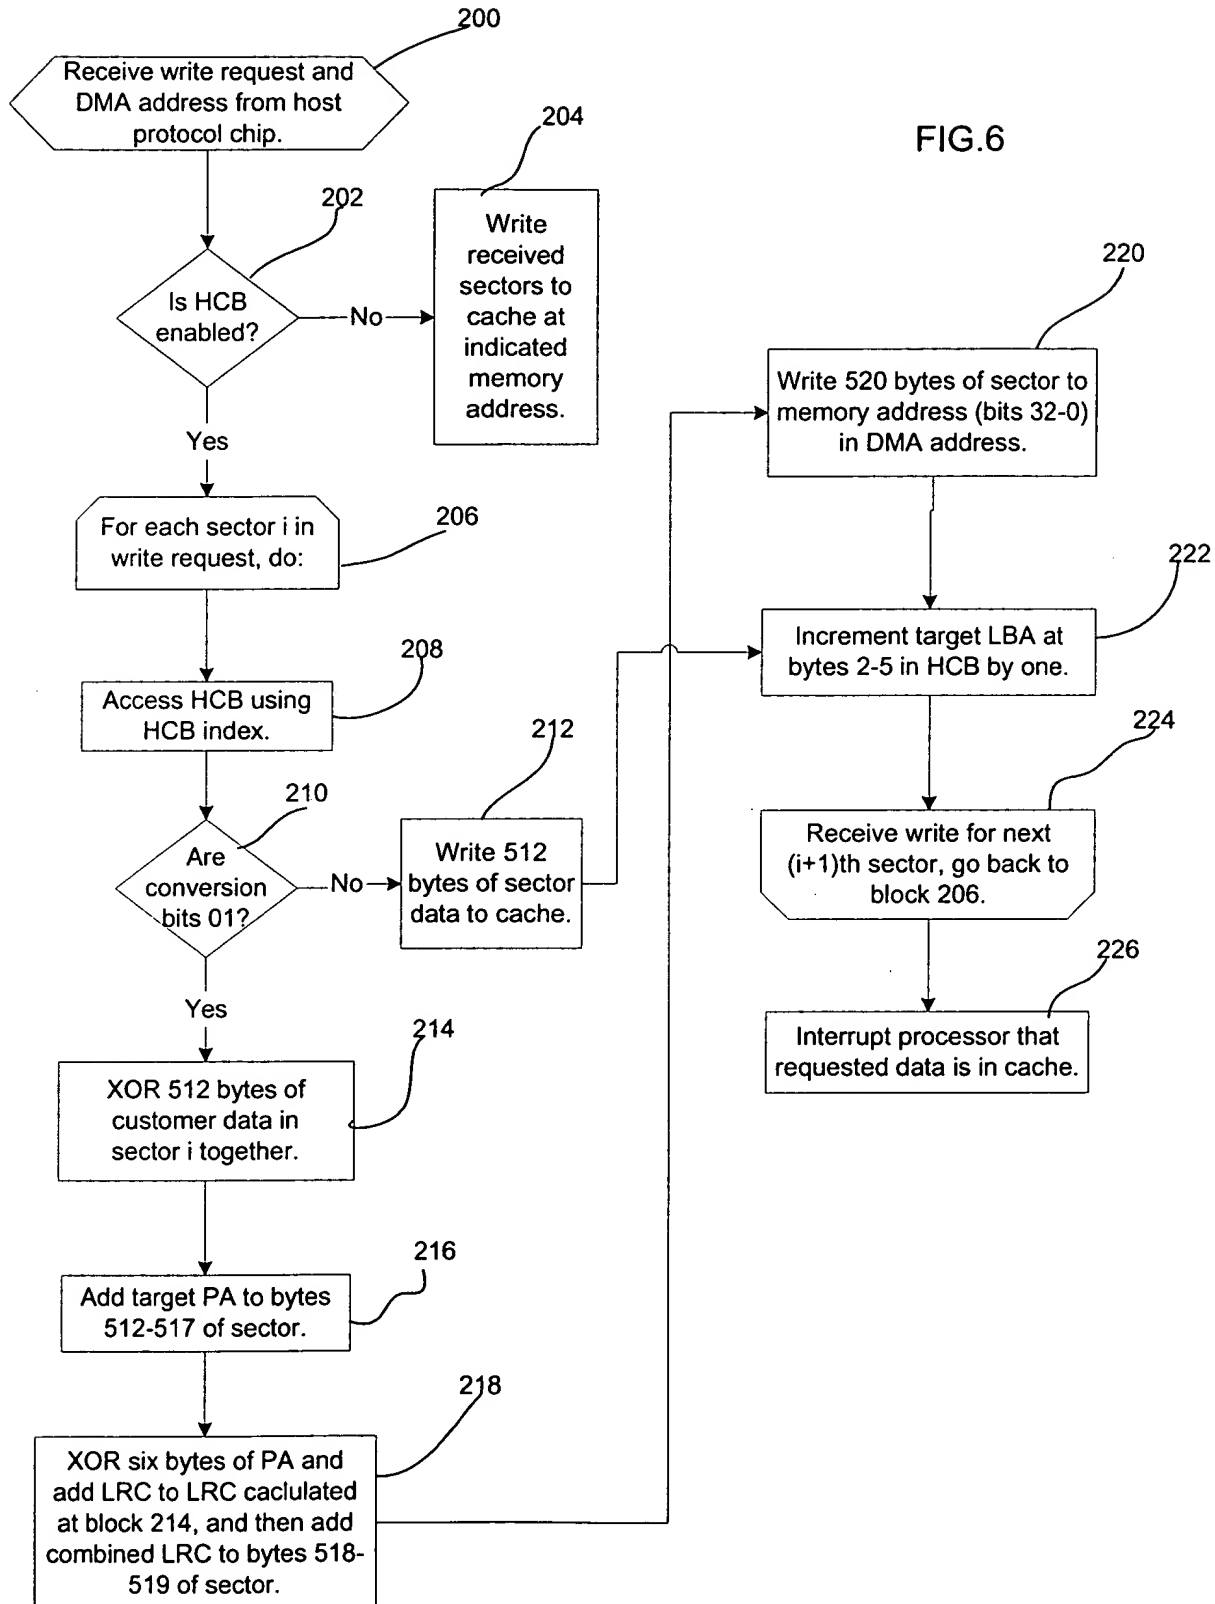 200
Receive write request and
DMA address from host
protocol chip.
204
FIG.6
202
Write
received
sectors to
cache at
indicated
memory
address.
Is HCB
enabled?
No
Yes
220
Write 520 bytes of sector to
memory address (bits 32-0)
in DMA address.
206
For each sector i in
write request, do:
222
Increment target LBA at
bytes 2-5 in HCB by one.
208
Access HCB using
HCB index.
212
224
210
Are
conversion
bits 01?
No
Write 512
bytes of sector
data to cache.
Receive write for next
(i+1)th sector, go back to
block 206.
Yes
226
Interrupt processor that
requested data is in cache.
214
XOR 512 bytes of
customer data in
sector i together.
216
Add target PA to bytes
512-517 of sector.
218
XOR six bytes of PA and
add LRC to LRC caclulated
at block 214, and then add
combined LRC to bytes 518-
519 of sector.